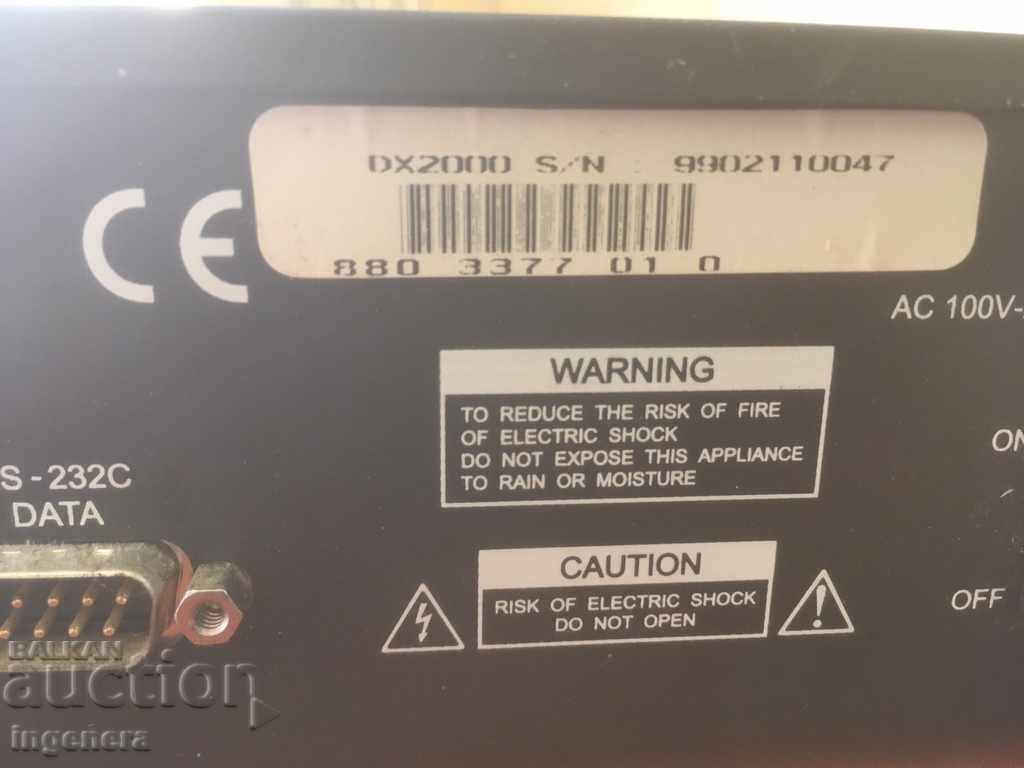 DX2000 S/N : 9902110047
880 3377 01 0
CE
AC 100V-
WARNING
TO REDUCE THE RISK OF FIRE
OF ELECTRIC SHOCK
DO NOT EXPOSE THIS APPLIANCE
TO RAIN OR MOISTURE
ON
S-232C
DATA
CAUTION
RISK OF ELECTRIC SHOCK
DO NOT OPEN
OFF
BALKAN
auction
ingenera